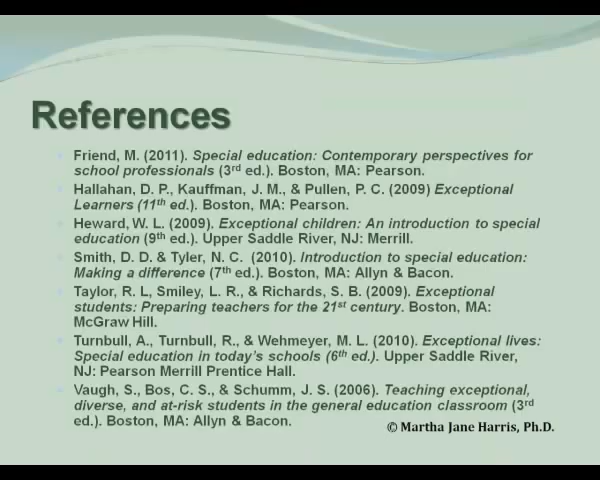 References
Friend, M. (2011). Special education: Contemporary perspectives for
school professionals (3rd ed.). Boston, MA: Pearson.
Hallahan, D. P., Kauffman, J. M., & Pullen, P. C. (2009) Exceptional
Learners (11th ed.). Boston, MA: Pearson.
Heward, W. L. (2009). Exceptional children: An introduction to special
education (9th ed.). Upper Saddle River, NJ: Merrill.
Smith, D. D. & Tyler, N. C. (2010). Introduction to special education:
Making a difference (7th ed.). Boston, MA: Allyn & Bacon.
Taylor, R. L, Smiley, L. R., & Richards, S. B. (2009). Exceptional
students: Preparing teachers for the 21st century. Boston, MA:
McGraw Hill.
Turnbull, A., Turnbull, R., & Wehmeyer, M. L. (2010). Exceptional lives:
Special education in today's schools (6th ed.). Upper Saddle River,
NJ: Pearson Merrill Prentice Hall.
Vaugh, S., Bos, C. S., & Schumm, J. S. (2006). Teaching exceptional,
diverse, and at-risk students in the general education classroom (3rd
ed.). Boston, MA: Allyn & Bacon.
© Martha Jane Harris, Ph.D.